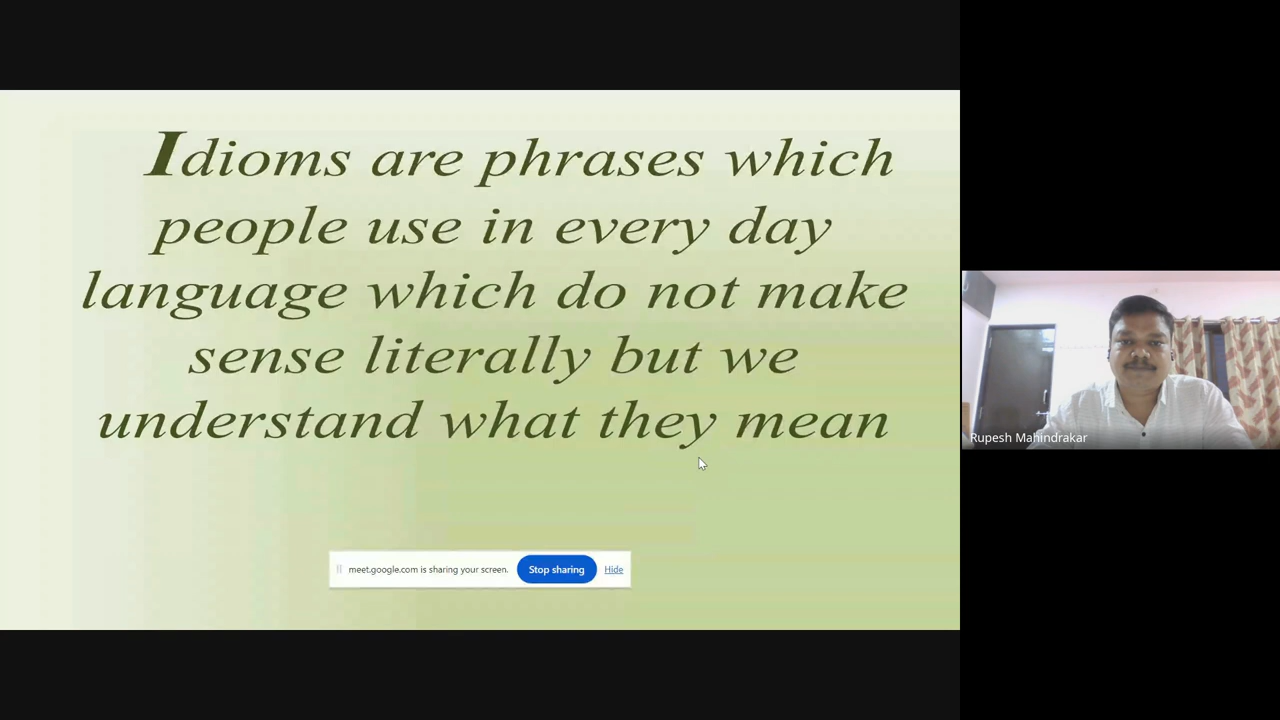 Idioms are phrases which
people use in every day
language which do not make
sense literally but we
understand what they mean
meet.google.com is sharing your screen. Stop sharing Hide
Rupesh Mahindrakar